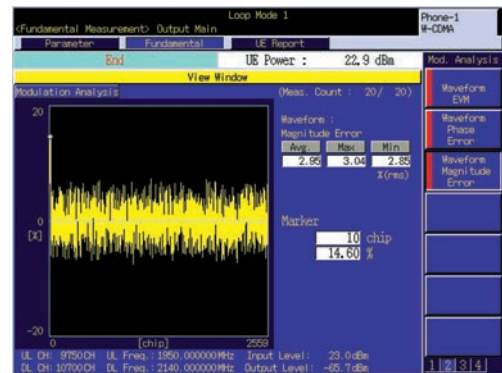 Loop Mode 1
<Fundamental Measurement> Output Main
Phone-1
W-CDMA
Parameter Fundamental UE Report
End UE Power : 22.9 dBm
Mod. Analysis
View Window
Modulation Analysis (Meas. Count : 20/ 20)
Waveform
EVM
Waveform
Phase
Error
Waveform
Magnitude
Error
Waveform :
Magnitude Error
Avg. Max Min
2.95 3.04 2.85
%(rms)
Marker
10 chip
14.60 %
20
0
[%]
-20
0 [chip] 2559
UL CH: 9750CH UL Freq.:1950.000000MHz Input Level: 23.0dBm
DL CH:10700CH DL Freq.:2140.000000MHz Output Level: -65.7dBm
1 2 3 4